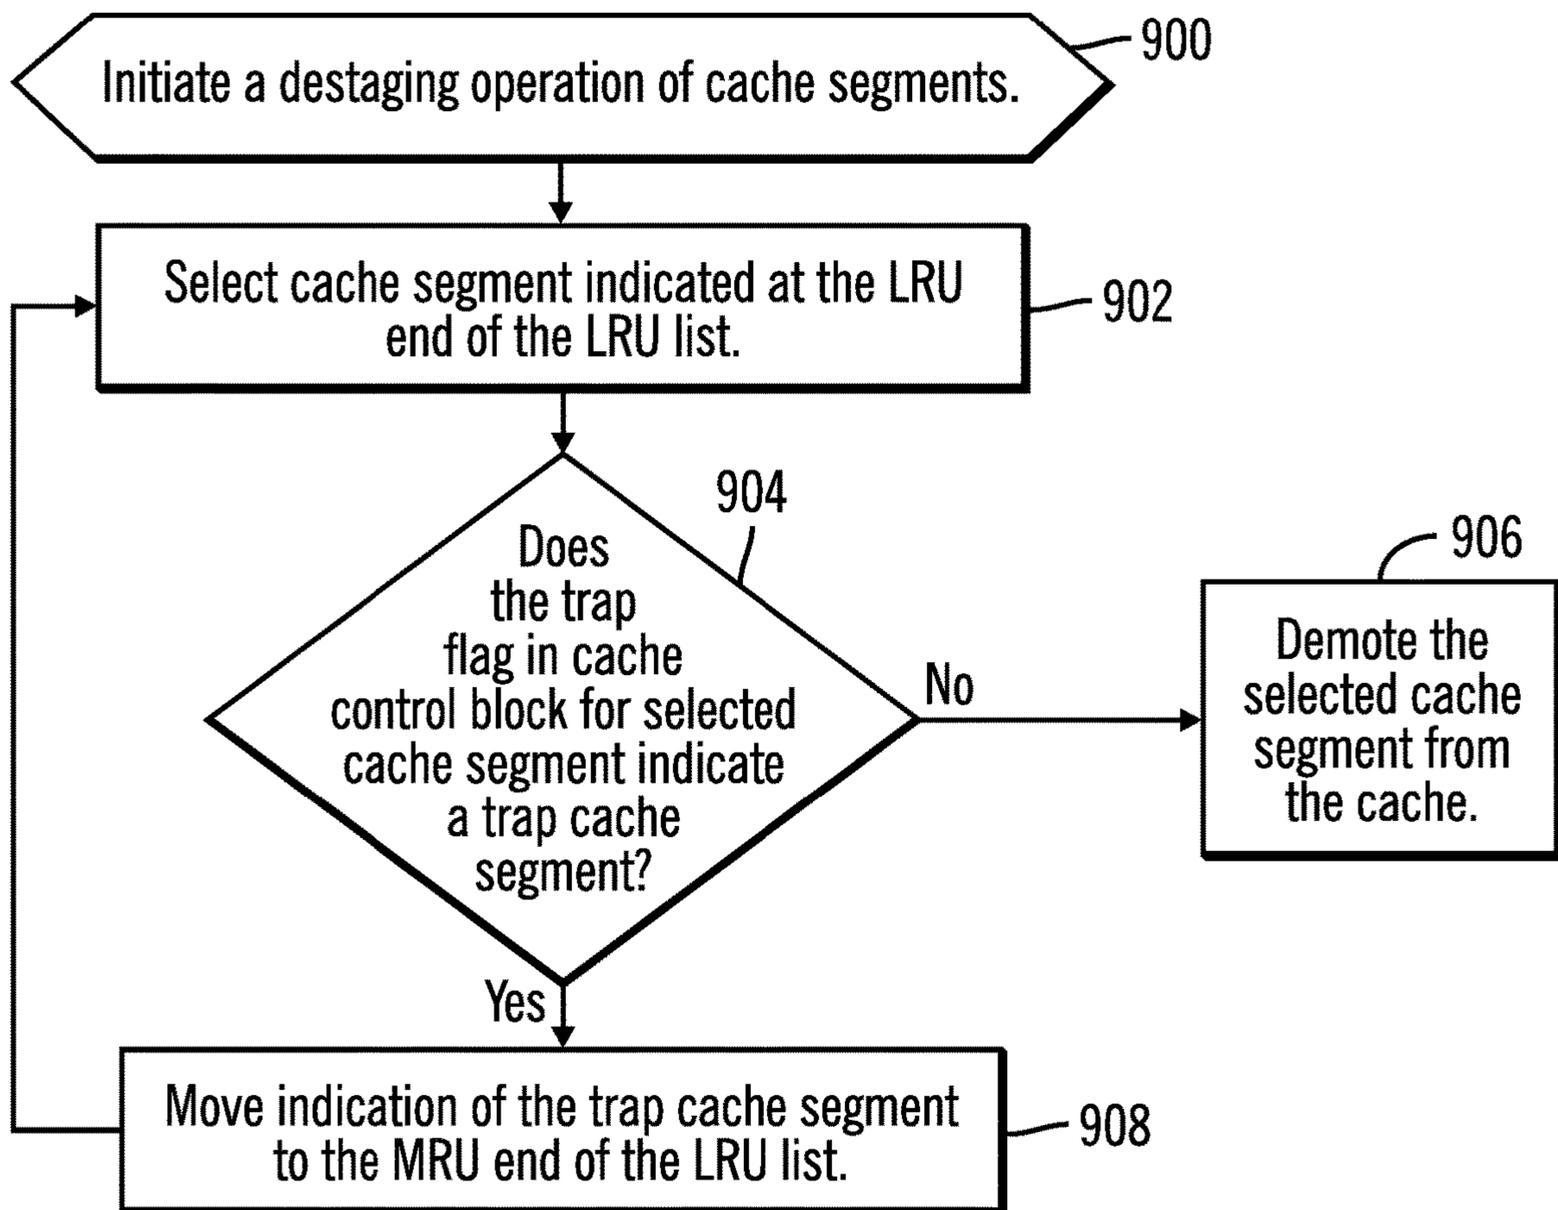 900
Initiate a destaging operation of cache segments.
Select cache segment indicated at the LRU
end of the LRU list.
902
904
Does
the trap
flag in cache
control block for selected
cache segment indicate
a trap cache
segment?
No
906
Demote the
selected cache
segment from
the cache.
Yes
Move indication of the trap cache segment
to the MRU end of the LRU list.
908